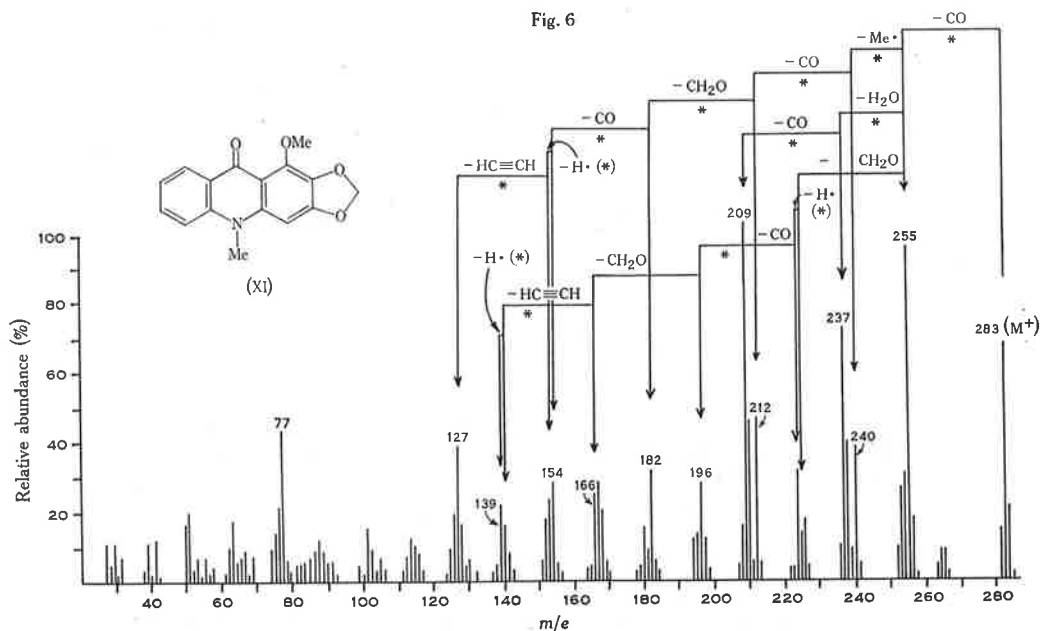 Fig. 6
− CO
*
− Me •
*
− CO
*
− H₂O
*
− CH₂O
*
− CO
*
− CH₂O
− CO
*
− H • (*)
− H •
(*)
− HC≡CH
*
− CO
*
− CH₂O
− H • (*)
− HC≡CH
*
O
OMe
O
O
N
Me
(XI)
Relative abundance (%)
100
80
60
40
20
77
127
139
154
166
182
196
209
212
237
240
255
283 (M⁺)
40 60 80 100 120 140 160 180 200 220 240 260 280
m/e